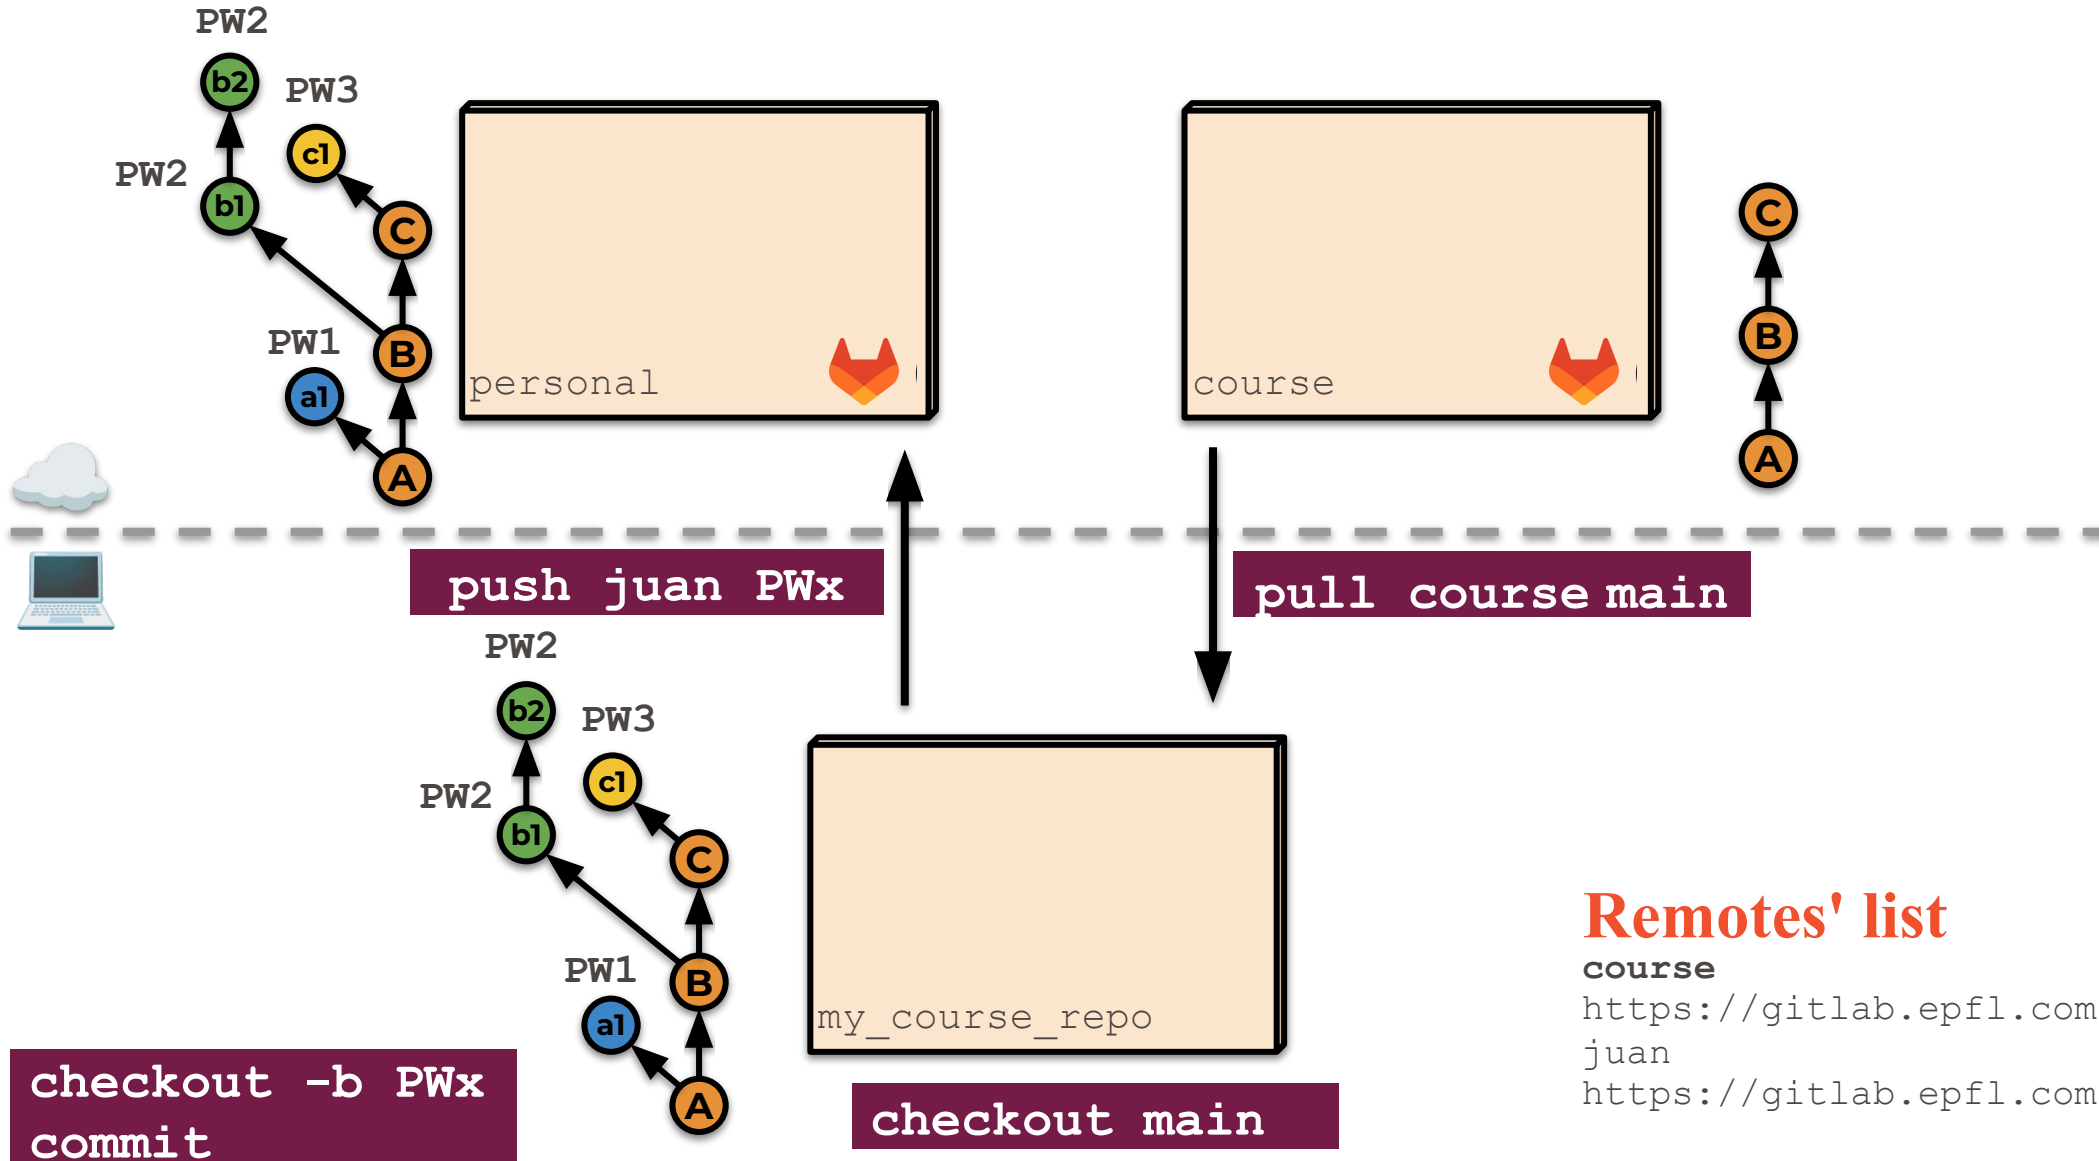 PW2
b2
PW3
c1
PW2
b1
C
PW1
B
a1
A
personal
course
C
B
A
push juan PWx
pull course main
PW2
b2
PW3
c1
PW2
b1
C
PW1
B
a1
A
my_course_repo
checkout -b PWx
commit
checkout main
Remotes' list
course
https://gitlab.epfl.com
juan
https://gitlab.epfl.com